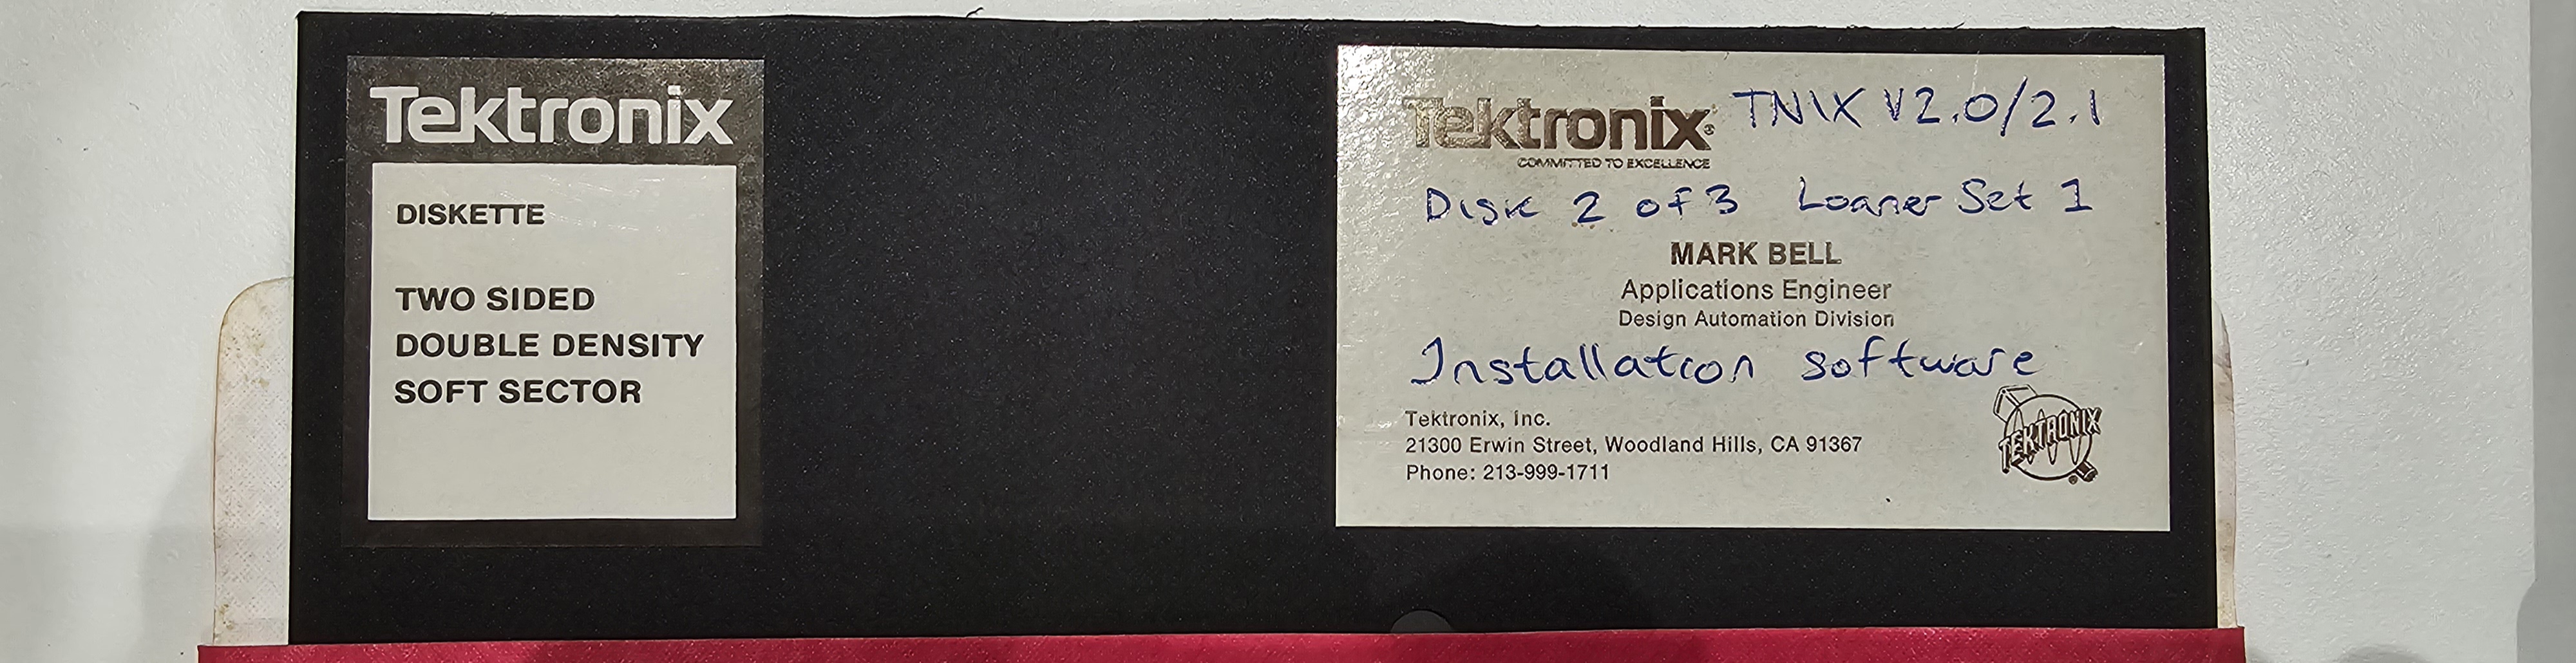 Tektronix
DISKETTE
TWO SIDED
DOUBLE DENSITY
SOFT SECTOR
Tektronix® TNIX V2.0/2.1
COMMITTED TO EXCELLENCE
Disk 2 of 3 Loaner Set 1
MARK BELL
Applications Engineer
Design Automation Division
Installation software
Tektronix, Inc.
21300 Erwin Street, Woodland Hills, CA 91367
Phone: 213-999-1711
TEKTRONIX
®